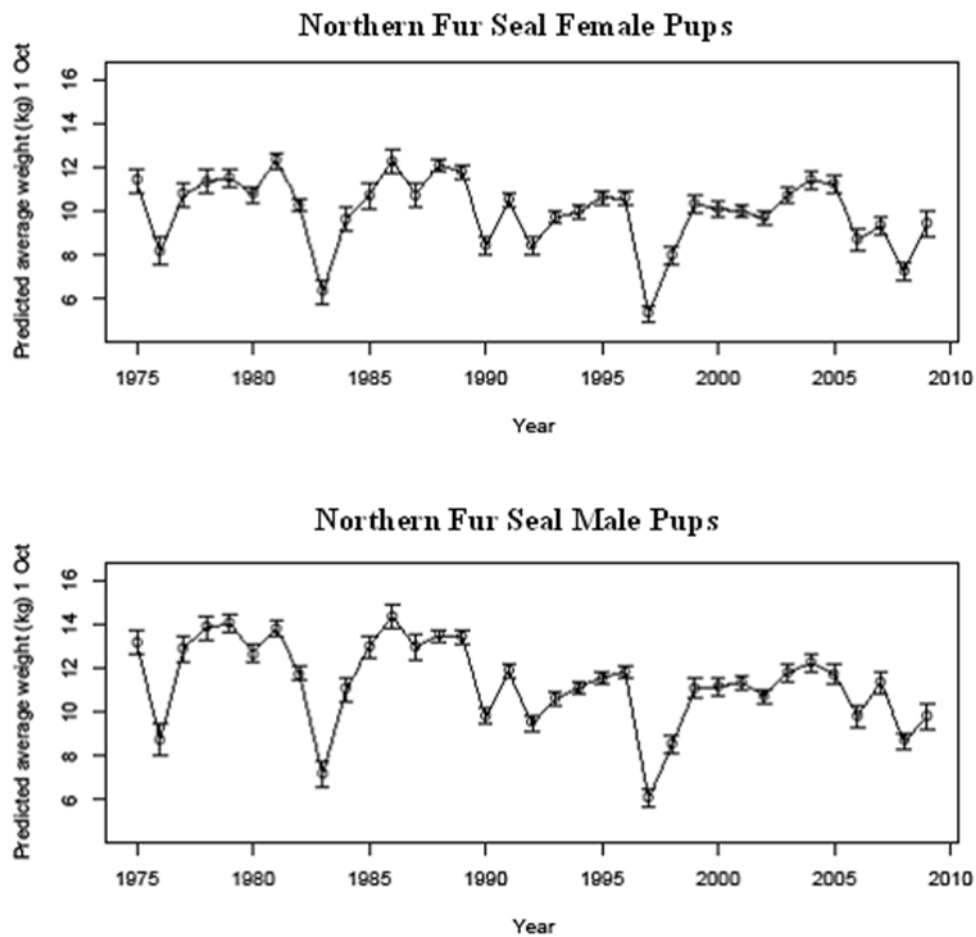 Northern Fur Seal Female Pups
Predicted average weight (kg) 1 Oct
16
14
12
10
8
6
1975 1980 1985 1990 1995 2000 2005 2010
Year
Northern Fur Seal Male Pups
Predicted average weight (kg) 1 Oct
16
14
12
10
8
6
1975 1980 1985 1990 1995 2000 2005 2010
Year